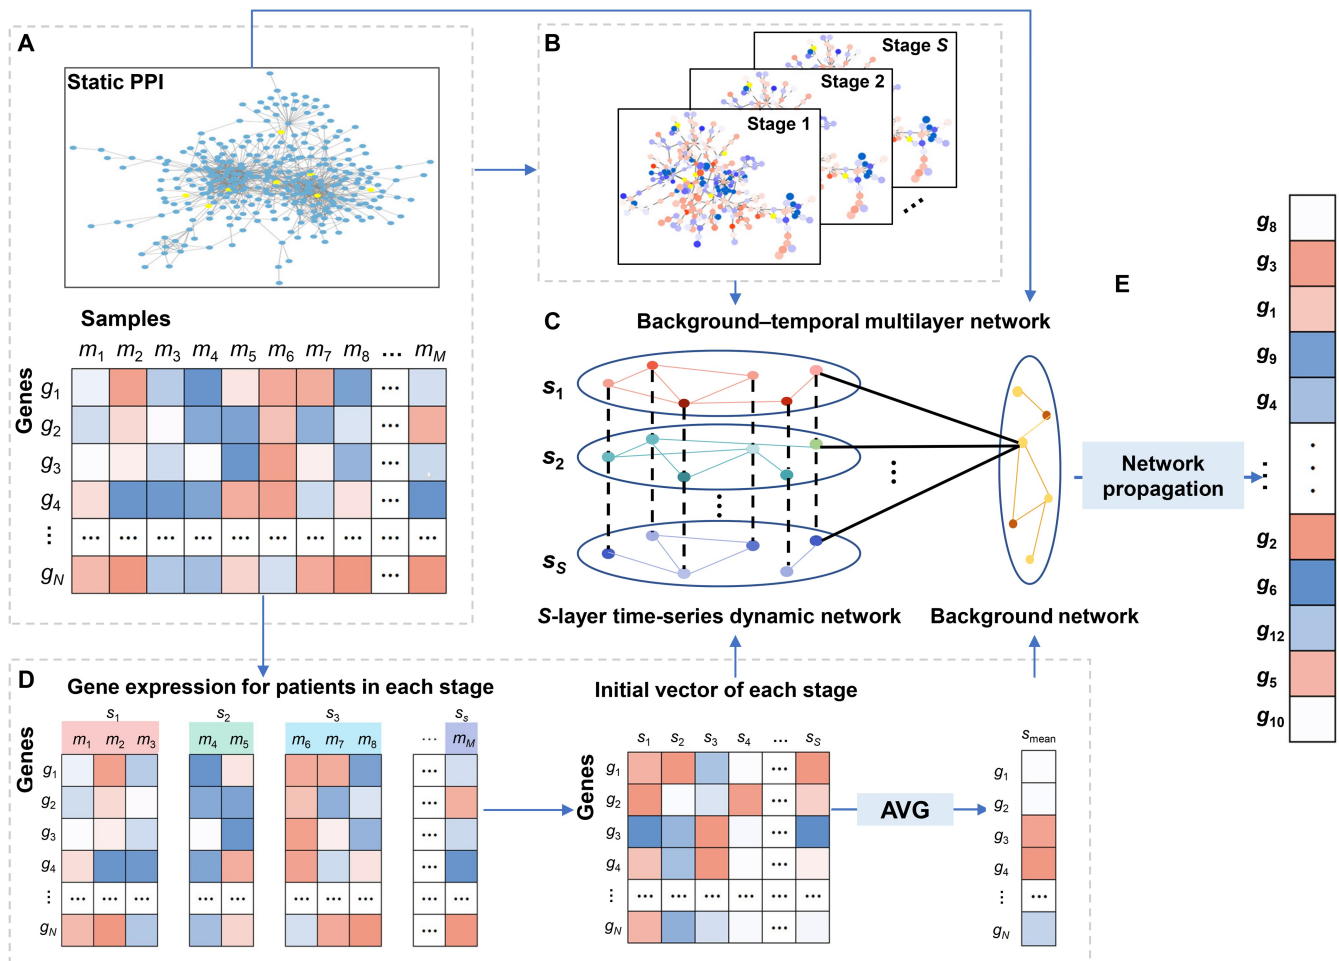 A
Static PPI
Samples
m1 m2 m3 m4 m5 m6 m7 m8 ... mM
Genes
g1 ...
g2 ...
g3 ...
g4 ...
⋮ ... ... ... ... ... ... ... ... ... ...
gN ...
B
Stage S
Stage 2
Stage 1
...
C
Background–temporal multilayer network
s1
s2
⋮ ⋮
sS
S-layer time-series dynamic network
Background network
Network
propagation
D
Gene expression for patients in each stage
s1 s2 s3 ss
m1 m2 m3 m4 m5 m6 m7 m8 ... mM
Genes
g1 ...
g2 ...
g3 ...
g4 ...
⋮ ... ... ... ... ... ... ... ... ... ...
gN ...
Initial vector of each stage
s1 s2 s3 s4 ... sS
Genes
g1 ...
g2 ...
g3 ...
g4 ...
⋮ ... ... ... ... ... ...
gN ...
AVG
smean
g1
g2
g3
g4
⋮ ...
gN
E
g8
g3
g1
g9
g4
⋮ ⋮
g2
g6
g12
g5
g10